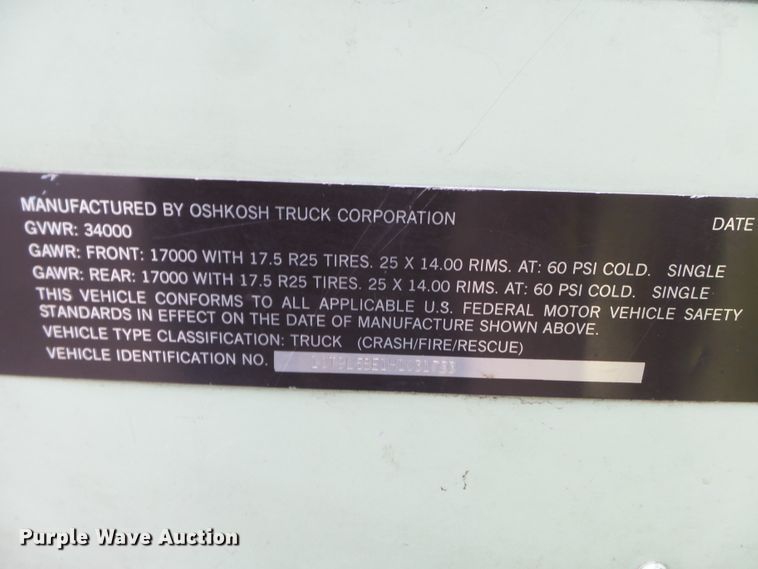 MANUFACTURED BY OSHKOSH TRUCK CORPORATION DATE
GVWR: 34000
GAWR: FRONT: 17000 WITH 17.5 R25 TIRES. 25 X 14.00 RIMS. AT: 60 PSI COLD. SINGLE
GAWR: REAR: 17000 WITH 17.5 R25 TIRES. 25 X 14.00 RIMS. AT: 60 PSI COLD. SINGLE
THIS VEHICLE CONFORMS TO ALL APPLICABLE U.S. FEDERAL MOTOR VEHICLE SAFETY
STANDARDS IN EFFECT ON THE DATE OF MANUFACTURE SHOWN ABOVE.
VEHICLE TYPE CLASSIFICATION: TRUCK (CRASH/FIRE/RESCUE)
VEHICLE IDENTIFICATION NO.
Purple Wave Auction